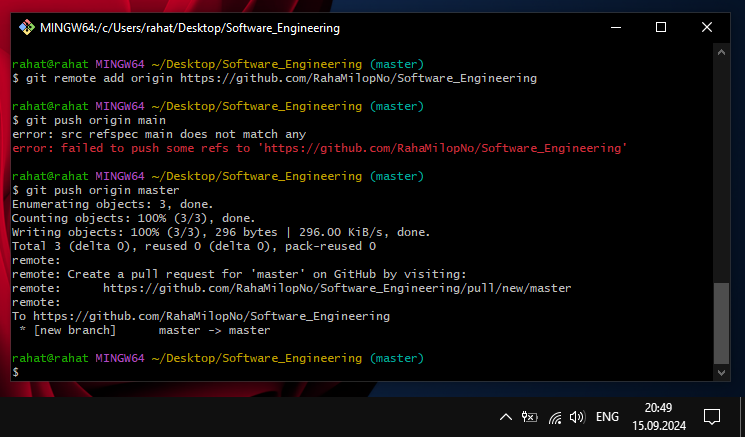 MINGW64:/c/Users/rahat/Desktop/Software_Engineering
rahat@rahat MINGW64 ~/Desktop/Software_Engineering (master)
$ git remote add origin https://github.com/RahaMilopNo/Software_Engineering
rahat@rahat MINGW64 ~/Desktop/Software_Engineering (master)
$ git push origin main
error: src refspec main does not match any
error: failed to push some refs to 'https://github.com/RahaMilopNo/Software_Engineering'
rahat@rahat MINGW64 ~/Desktop/Software_Engineering (master)
$ git push origin master
Enumerating objects: 3, done.
Counting objects: 100% (3/3), done.
Writing objects: 100% (3/3), 296 bytes | 296.00 KiB/s, done.
Total 3 (delta 0), reused 0 (delta 0), pack-reused 0
remote:
remote: Create a pull request for 'master' on GitHub by visiting:
remote:      https://github.com/RahaMilopNo/Software_Engineering/pull/new/master
remote:
To https://github.com/RahaMilopNo/Software_Engineering
 * [new branch]      master -> master
rahat@rahat MINGW64 ~/Desktop/Software_Engineering (master)
$
ENG
20:49
15.09.2024